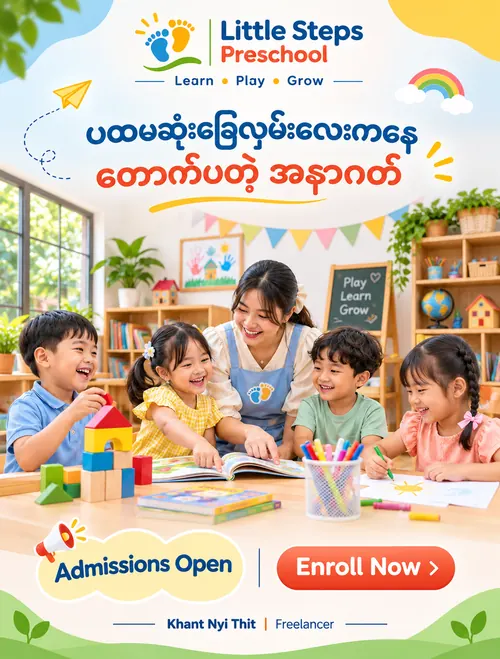 Little Steps
Preschool
Learn • Play • Grow
ပထမဆုံးခြေလှမ်းလေးကနေ
တောက်ပတဲ့ အနာဂတ်
Play
Learn
Grow
Admissions Open
Enroll Now >
Khant Nyi Thit | Freelancer